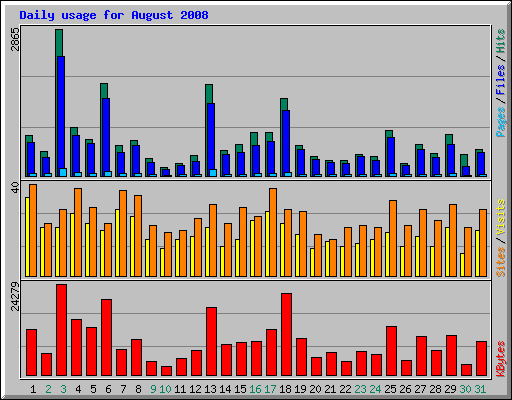 Daily usage for August 2008
2865
Pages / Files / Hits
40
Sites / Visits
24279
KBytes
1 2 3 4 5 6 7 8 9 10 11 12 13 14 15 16 17 18 19 20 21 22 23 24 25 26 27 28 29 30 31